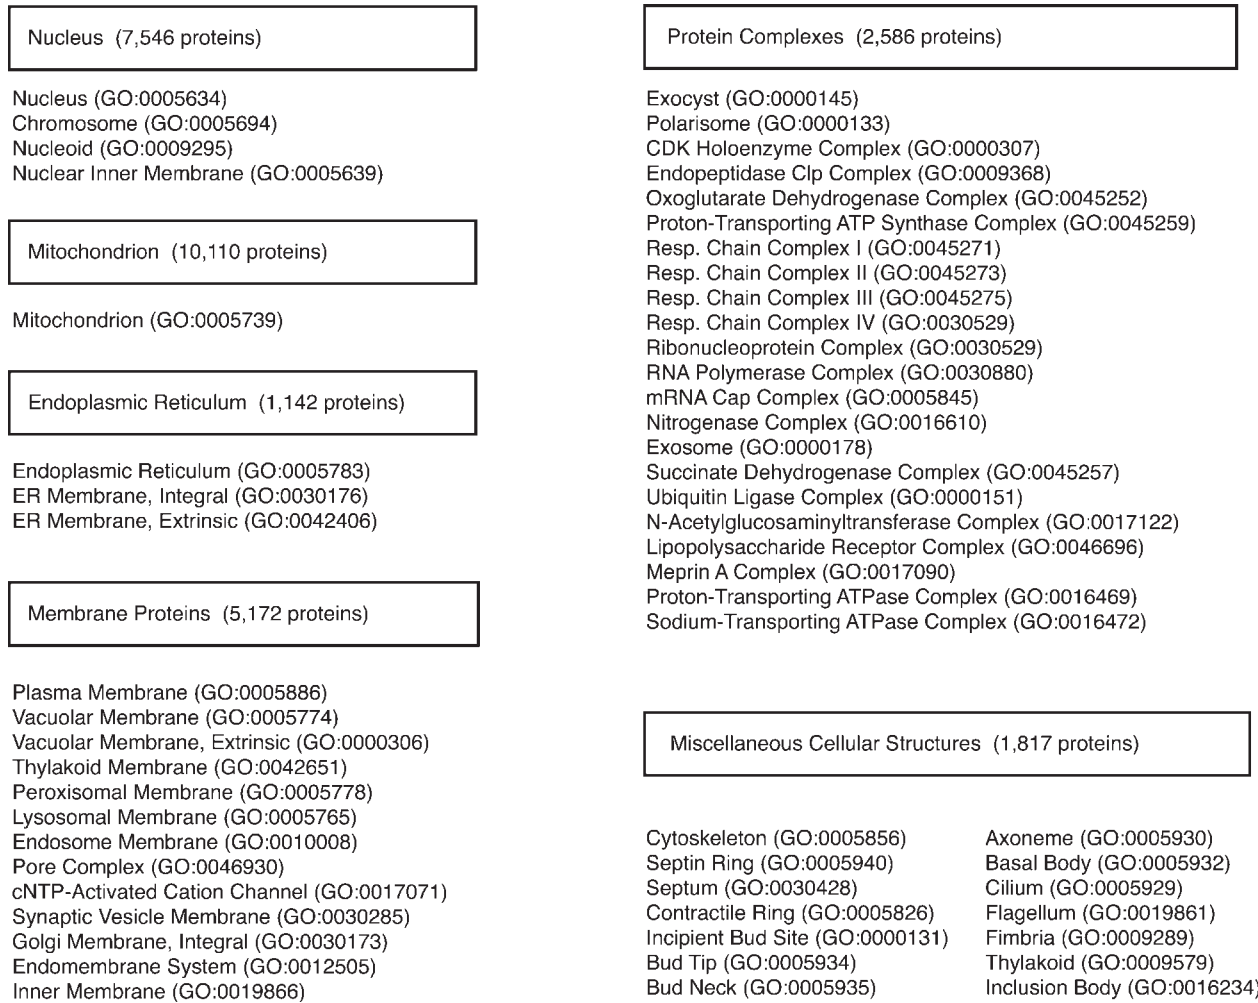 Nucleus (7,546 proteins)
Nucleus (GO:0005634)
Chromosome (GO:0005694)
Nucleoid (GO:0009295)
Nuclear Inner Membrane (GO:0005639)
Mitochondrion (10,110 proteins)
Mitochondrion (GO:0005739)
Endoplasmic Reticulum (1,142 proteins)
Endoplasmic Reticulum (GO:0005783)
ER Membrane, Integral (GO:0030176)
ER Membrane, Extrinsic (GO:0042406)
Membrane Proteins (5,172 proteins)
Plasma Membrane (GO:0005886)
Vacuolar Membrane (GO:0005774)
Vacuolar Membrane, Extrinsic (GO:0000306)
Thylakoid Membrane (GO:0042651)
Peroxisomal Membrane (GO:0005778)
Lysosomal Membrane (GO:0005765)
Endosome Membrane (GO:0010008)
Pore Complex (GO:0046930)
cNTP-Activated Cation Channel (GO:0017071)
Synaptic Vesicle Membrane (GO:0030285)
Golgi Membrane, Integral (GO:0030173)
Endomembrane System (GO:0012505)
Inner Membrane (GO:0019866)
Protein Complexes (2,586 proteins)
Exocyst (GO:0000145)
Polarisome (GO:0000133)
CDK Holoenzyme Complex (GO:0000307)
Endopeptidase Clp Complex (GO:0009368)
Oxoglutarate Dehydrogenase Complex (GO:0045252)
Proton-Transporting ATP Synthase Complex (GO:0045259)
Resp. Chain Complex I (GO:0045271)
Resp. Chain Complex II (GO:0045273)
Resp. Chain Complex III (GO:0045275)
Resp. Chain Complex IV (GO:0030529)
Ribonucleoprotein Complex (GO:0030529)
RNA Polymerase Complex (GO:0030880)
mRNA Cap Complex (GO:0005845)
Nitrogenase Complex (GO:0016610)
Exosome (GO:0000178)
Succinate Dehydrogenase Complex (GO:0045257)
Ubiquitin Ligase Complex (GO:0000151)
N-Acetylglucosaminyltransferase Complex (GO:0017122)
Lipopolysaccharide Receptor Complex (GO:0046696)
Meprin A Complex (GO:0017090)
Proton-Transporting ATPase Complex (GO:0016469)
Sodium-Transporting ATPase Complex (GO:0016472)
Miscellaneous Cellular Structures (1,817 proteins)
Cytoskeleton (GO:0005856)
Septin Ring (GO:0005940)
Septum (GO:0030428)
Contractile Ring (GO:0005826)
Incipient Bud Site (GO:0000131)
Bud Tip (GO:0005934)
Bud Neck (GO:0005935)
Axoneme (GO:0005930)
Basal Body (GO:0005932)
Cilium (GO:0005929)
Flagellum (GO:0019861)
Fimbria (GO:0009289)
Thylakoid (GO:0009579)
Inclusion Body (GO:0016234)